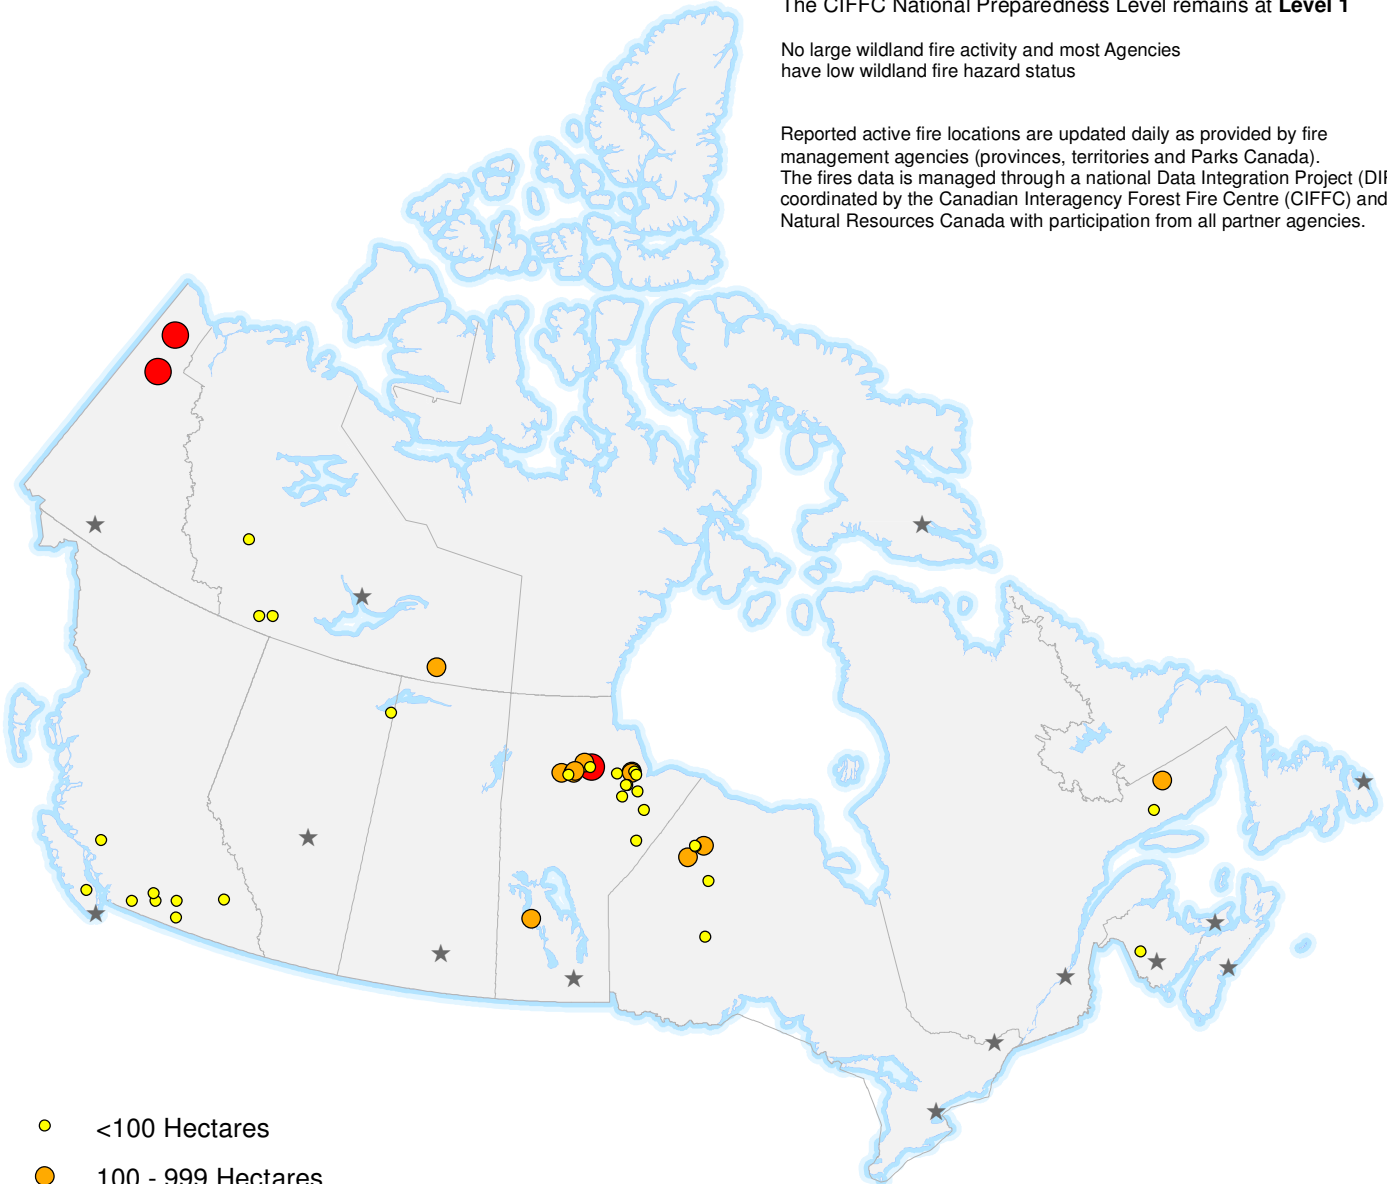 The CIFFC National Preparedness Level remains at Level 1
No large wildland fire activity and most Agencies
have low wildland fire hazard status
Reported active fire locations are updated daily as provided by fire
management agencies (provinces, territories and Parks Canada).
The fires data is managed through a national Data Integration Project (DIP
coordinated by the Canadian Interagency Forest Fire Centre (CIFFC) and
Natural Resources Canada with participation from all partner agencies.
<100 Hectares
100 - 999 Hectares